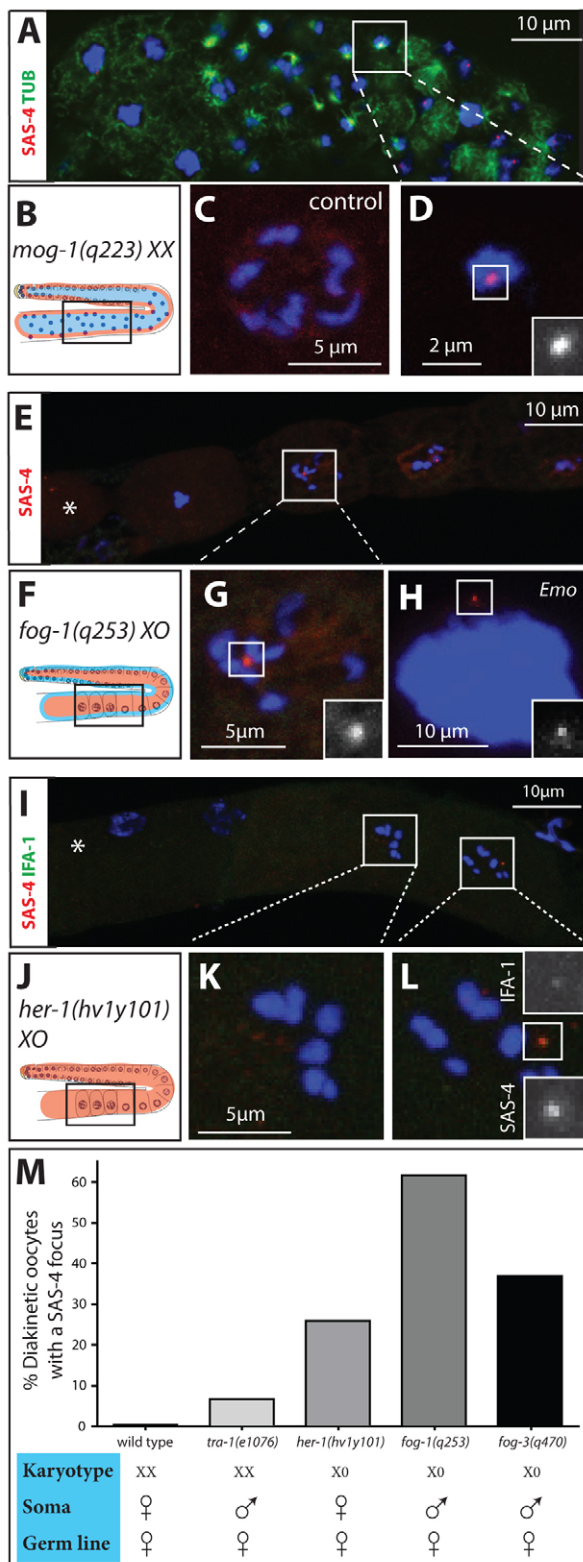 A
SAS-4 TUB
10 µm
B
mog-1(q223) XX
C
control
5 µm
D
2 µm
E
SAS-4
10 µm
*
F
fog-1(q253) XO
G
5µm
H
Emo
10 µm
I
SAS-4 IFA-1
10µm
*
J
her-1(hv1y101)
XO
K
5µm
L
IFA-1
SAS-4
M
% Diakinetic oocytes
with a SAS-4 focus
60
50
40
30
20
10
0
wild type tra-1(e1076) her-1(hv1y101) fog-1(q253) fog-3(q470)
Karyotype XX XX X0 X0 X0
Soma ♀ ♂ ♀ ♂ ♂
Germ line ♀ ♀ ♀ ♀ ♀